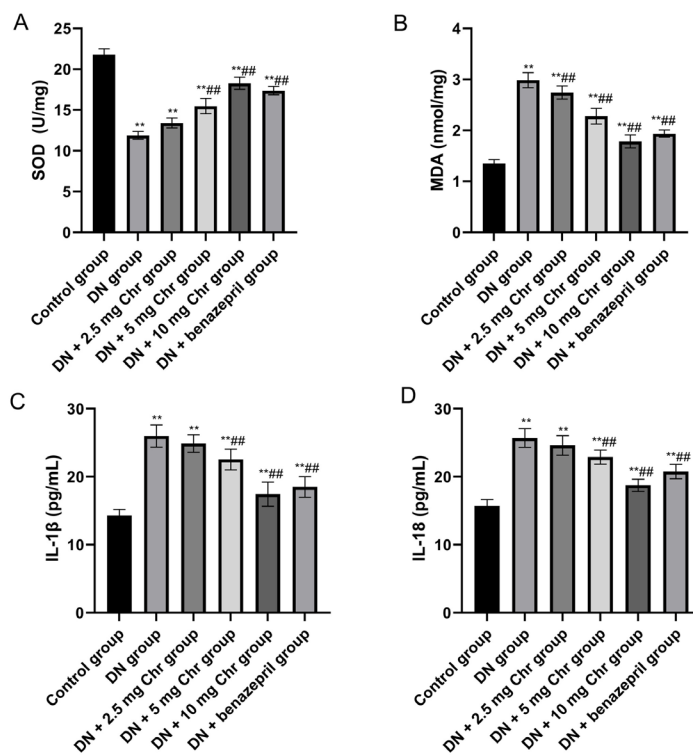 A
SOD (U/mg)
25
20
15
10
5
0
**
**
**##
**##
**##
Control group
DN group
DN + 2.5 mg Chr group
DN + 5 mg Chr group
DN + 10 mg Chr group
DN + benazepril group
B
MDA (nmol/mg)
4
3
2
1
0
**
**##
**##
**##
**##
Control group
DN group
DN + 2.5 mg Chr group
DN + 5 mg Chr group
DN + 10 mg Chr group
DN + benazepril group
C
IL-1β (pg/mL)
30
20
10
0
**
**
**##
**##
**##
Control group
DN group
DN + 2.5 mg Chr group
DN + 5 mg Chr group
DN + 10 mg Chr group
DN + benazepril group
D
IL-18 (pg/mL)
30
20
10
0
**
**
**##
**##
**##
Control group
DN group
DN + 2.5 mg Chr group
DN + 5 mg Chr group
DN + 10 mg Chr group
DN + benazepril group